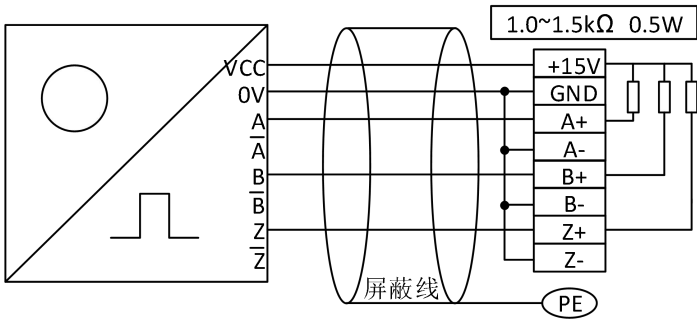 1.0~1.5kΩ 0.5W
VCC
0V
A
A̅
B
B̅
Z
Z̅
+15V
GND
A+
A-
B+
B-
Z+
Z-
屏蔽线
PE